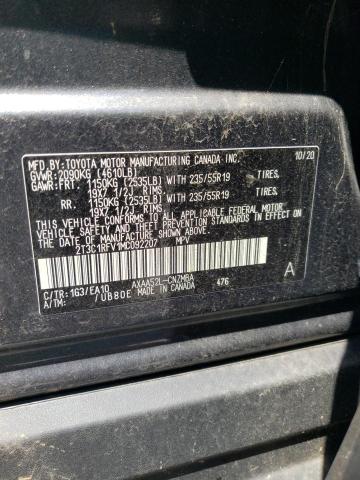 MFD.BY:TOYOTA MOTOR MANUFACTURING CANADA INC. 10/20
GVWR:2090KG (4610LB)
GAWR:FRT. 1150KG (2535LB) WITH 235/55R19 TIRES,
19X7 1/2J RIMS.
RR. 1150KG (2535LB) WITH 235/55R19 TIRES,
19X7 1/2J RIMS.
THIS VEHICLE CONFORMS TO ALL APPLICABLE FEDERAL MOTOR
VEHICLE SAFETY AND THEFT PREVENTION STANDARDS IN EFFECT
ON THE DATE OF MANUFACTURE SHOWN ABOVE.
2T3C1RFV1MC092207 MPV
A
C/TR:1G3/EA10 AXAA52L-CNZMBA 476
A/TM: /UB80E MADE IN CANADA